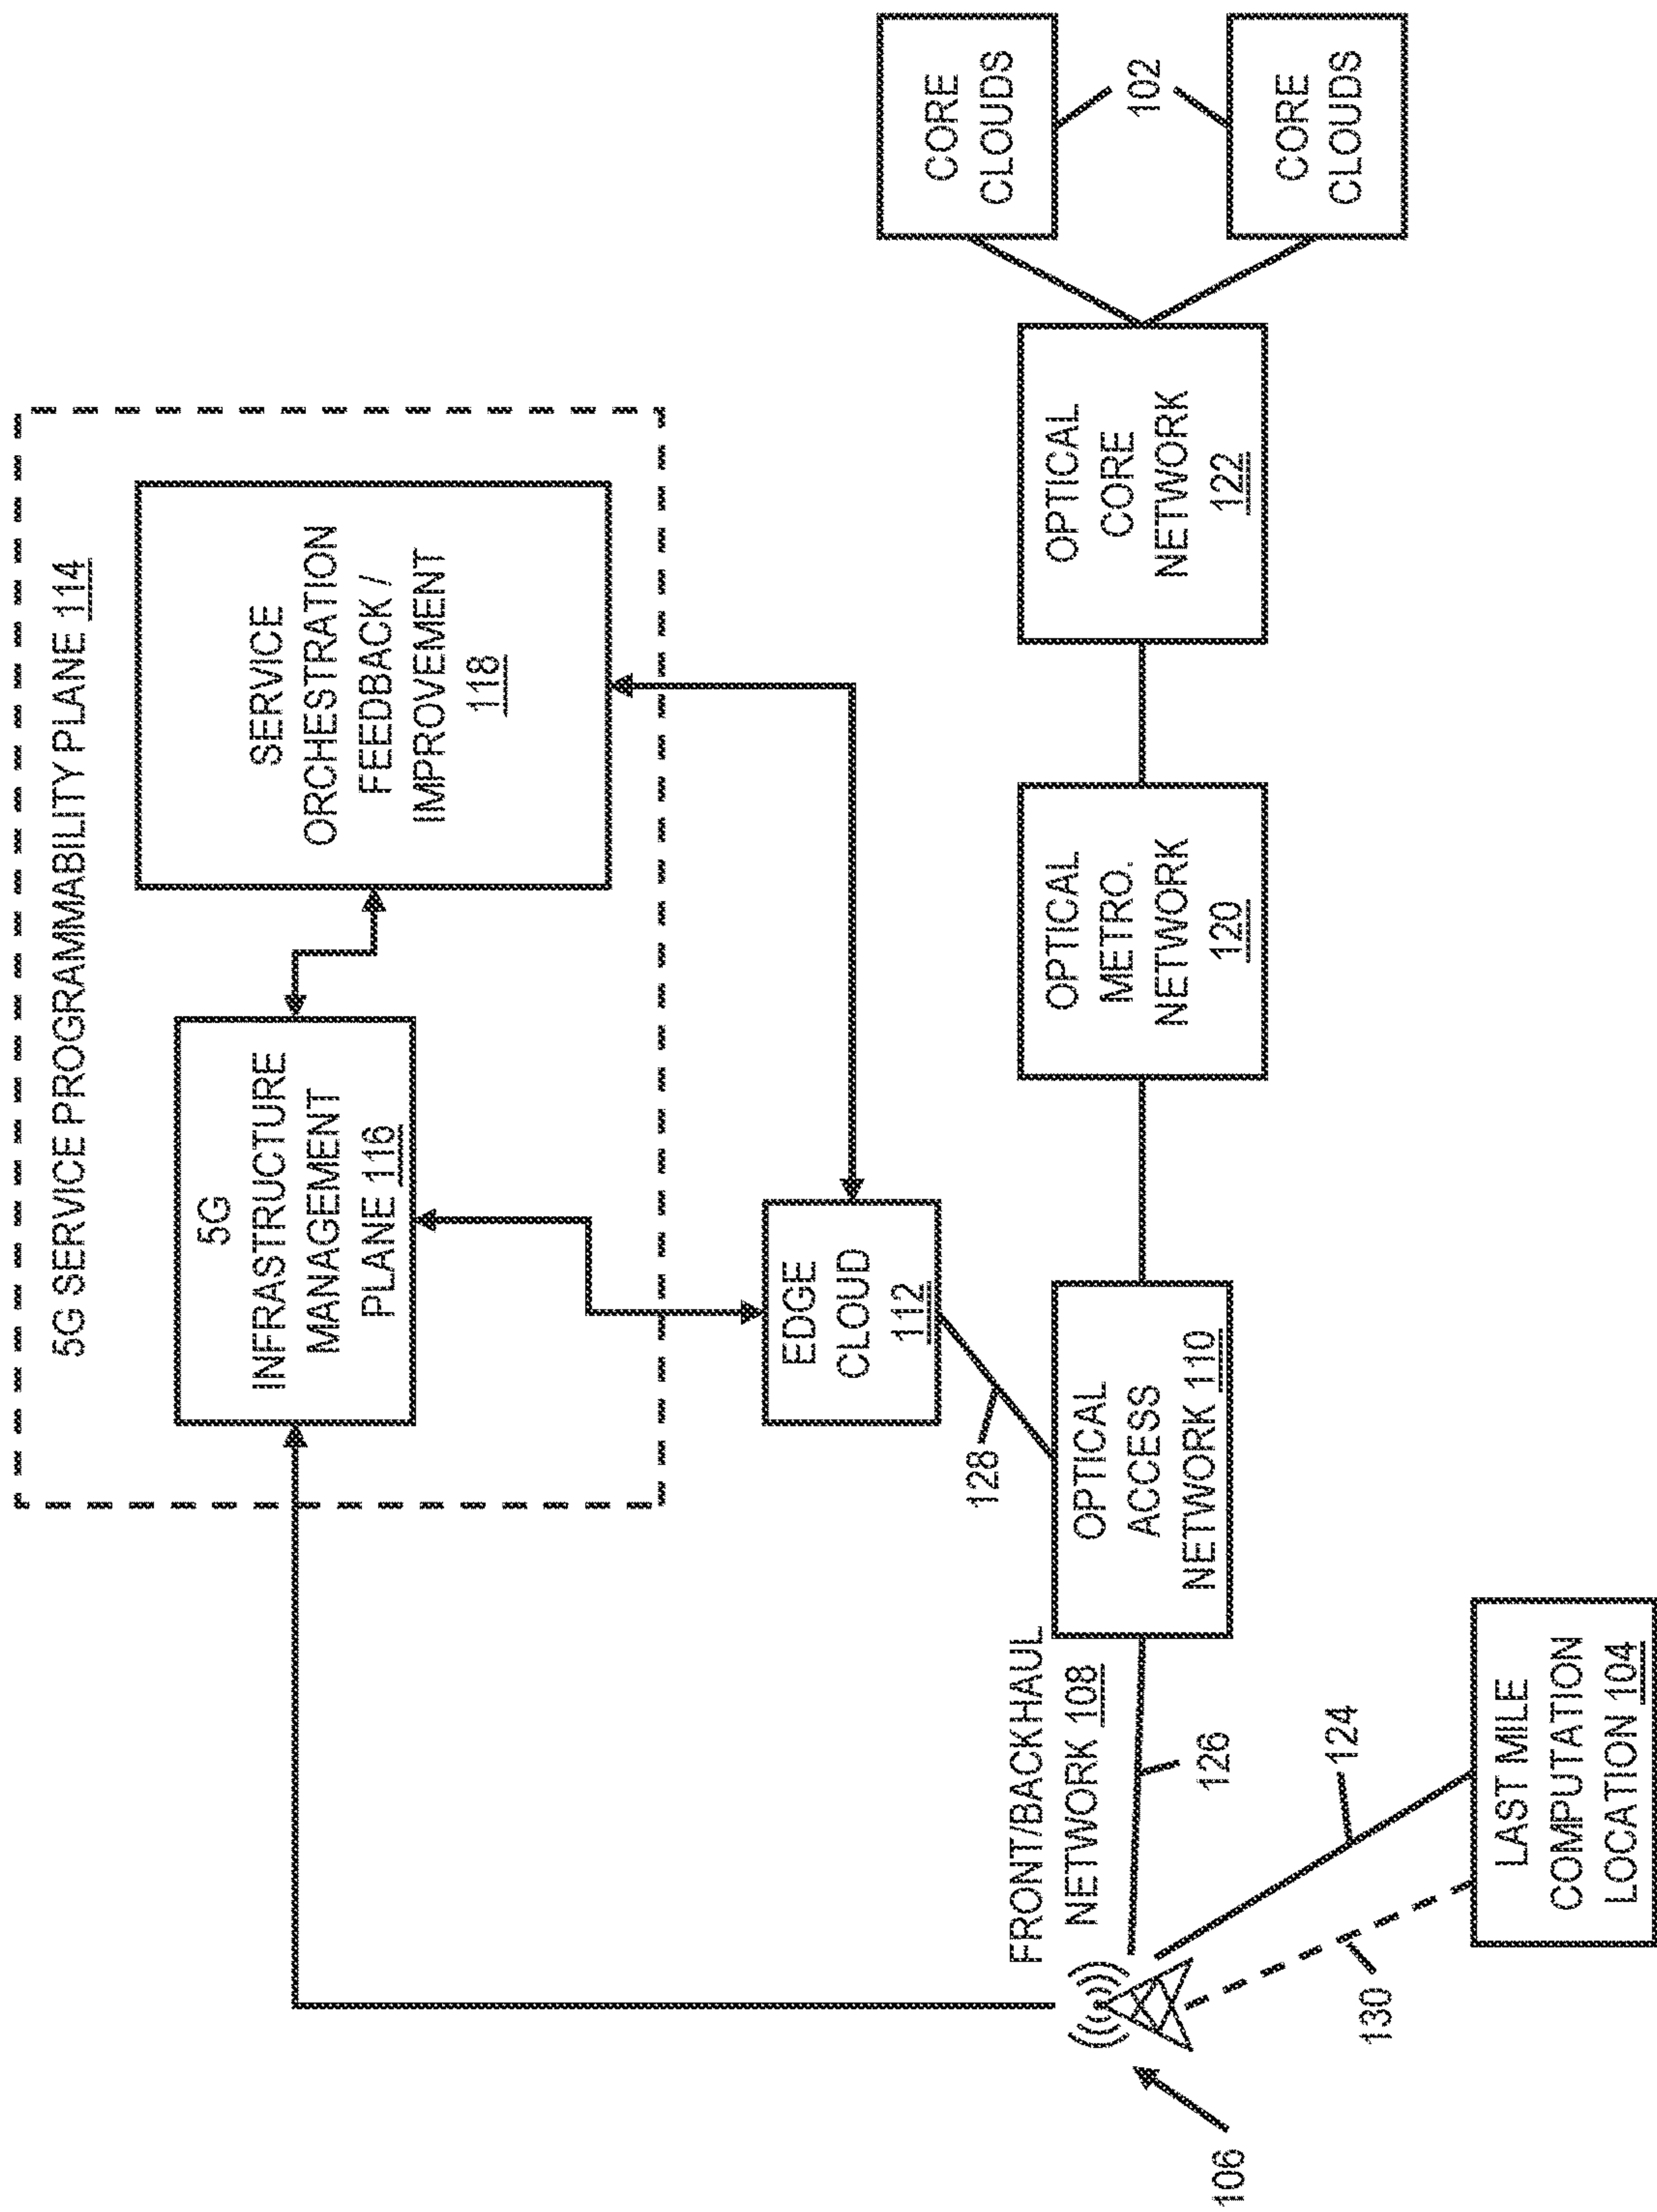 5G SERVICE PROGRAMMABILITY PLANE 114
5G
INFRASTRUCTURE
MANAGEMENT
PLANE 116
SERVICE
ORCHESTRATION
FEEDBACK /
IMPROVEMENT
118
EDGE
CLOUD
112
128
106
FRONT/BACKHAUL
NETWORK 108
126
OPTICAL
ACCESS
NETWORK 110
OPTICAL
METRO.
NETWORK
120
OPTICAL
CORE
NETWORK
122
CORE
CLOUDS
102
CORE
CLOUDS
130
124
LAST MILE
COMPUTATION
LOCATION 104